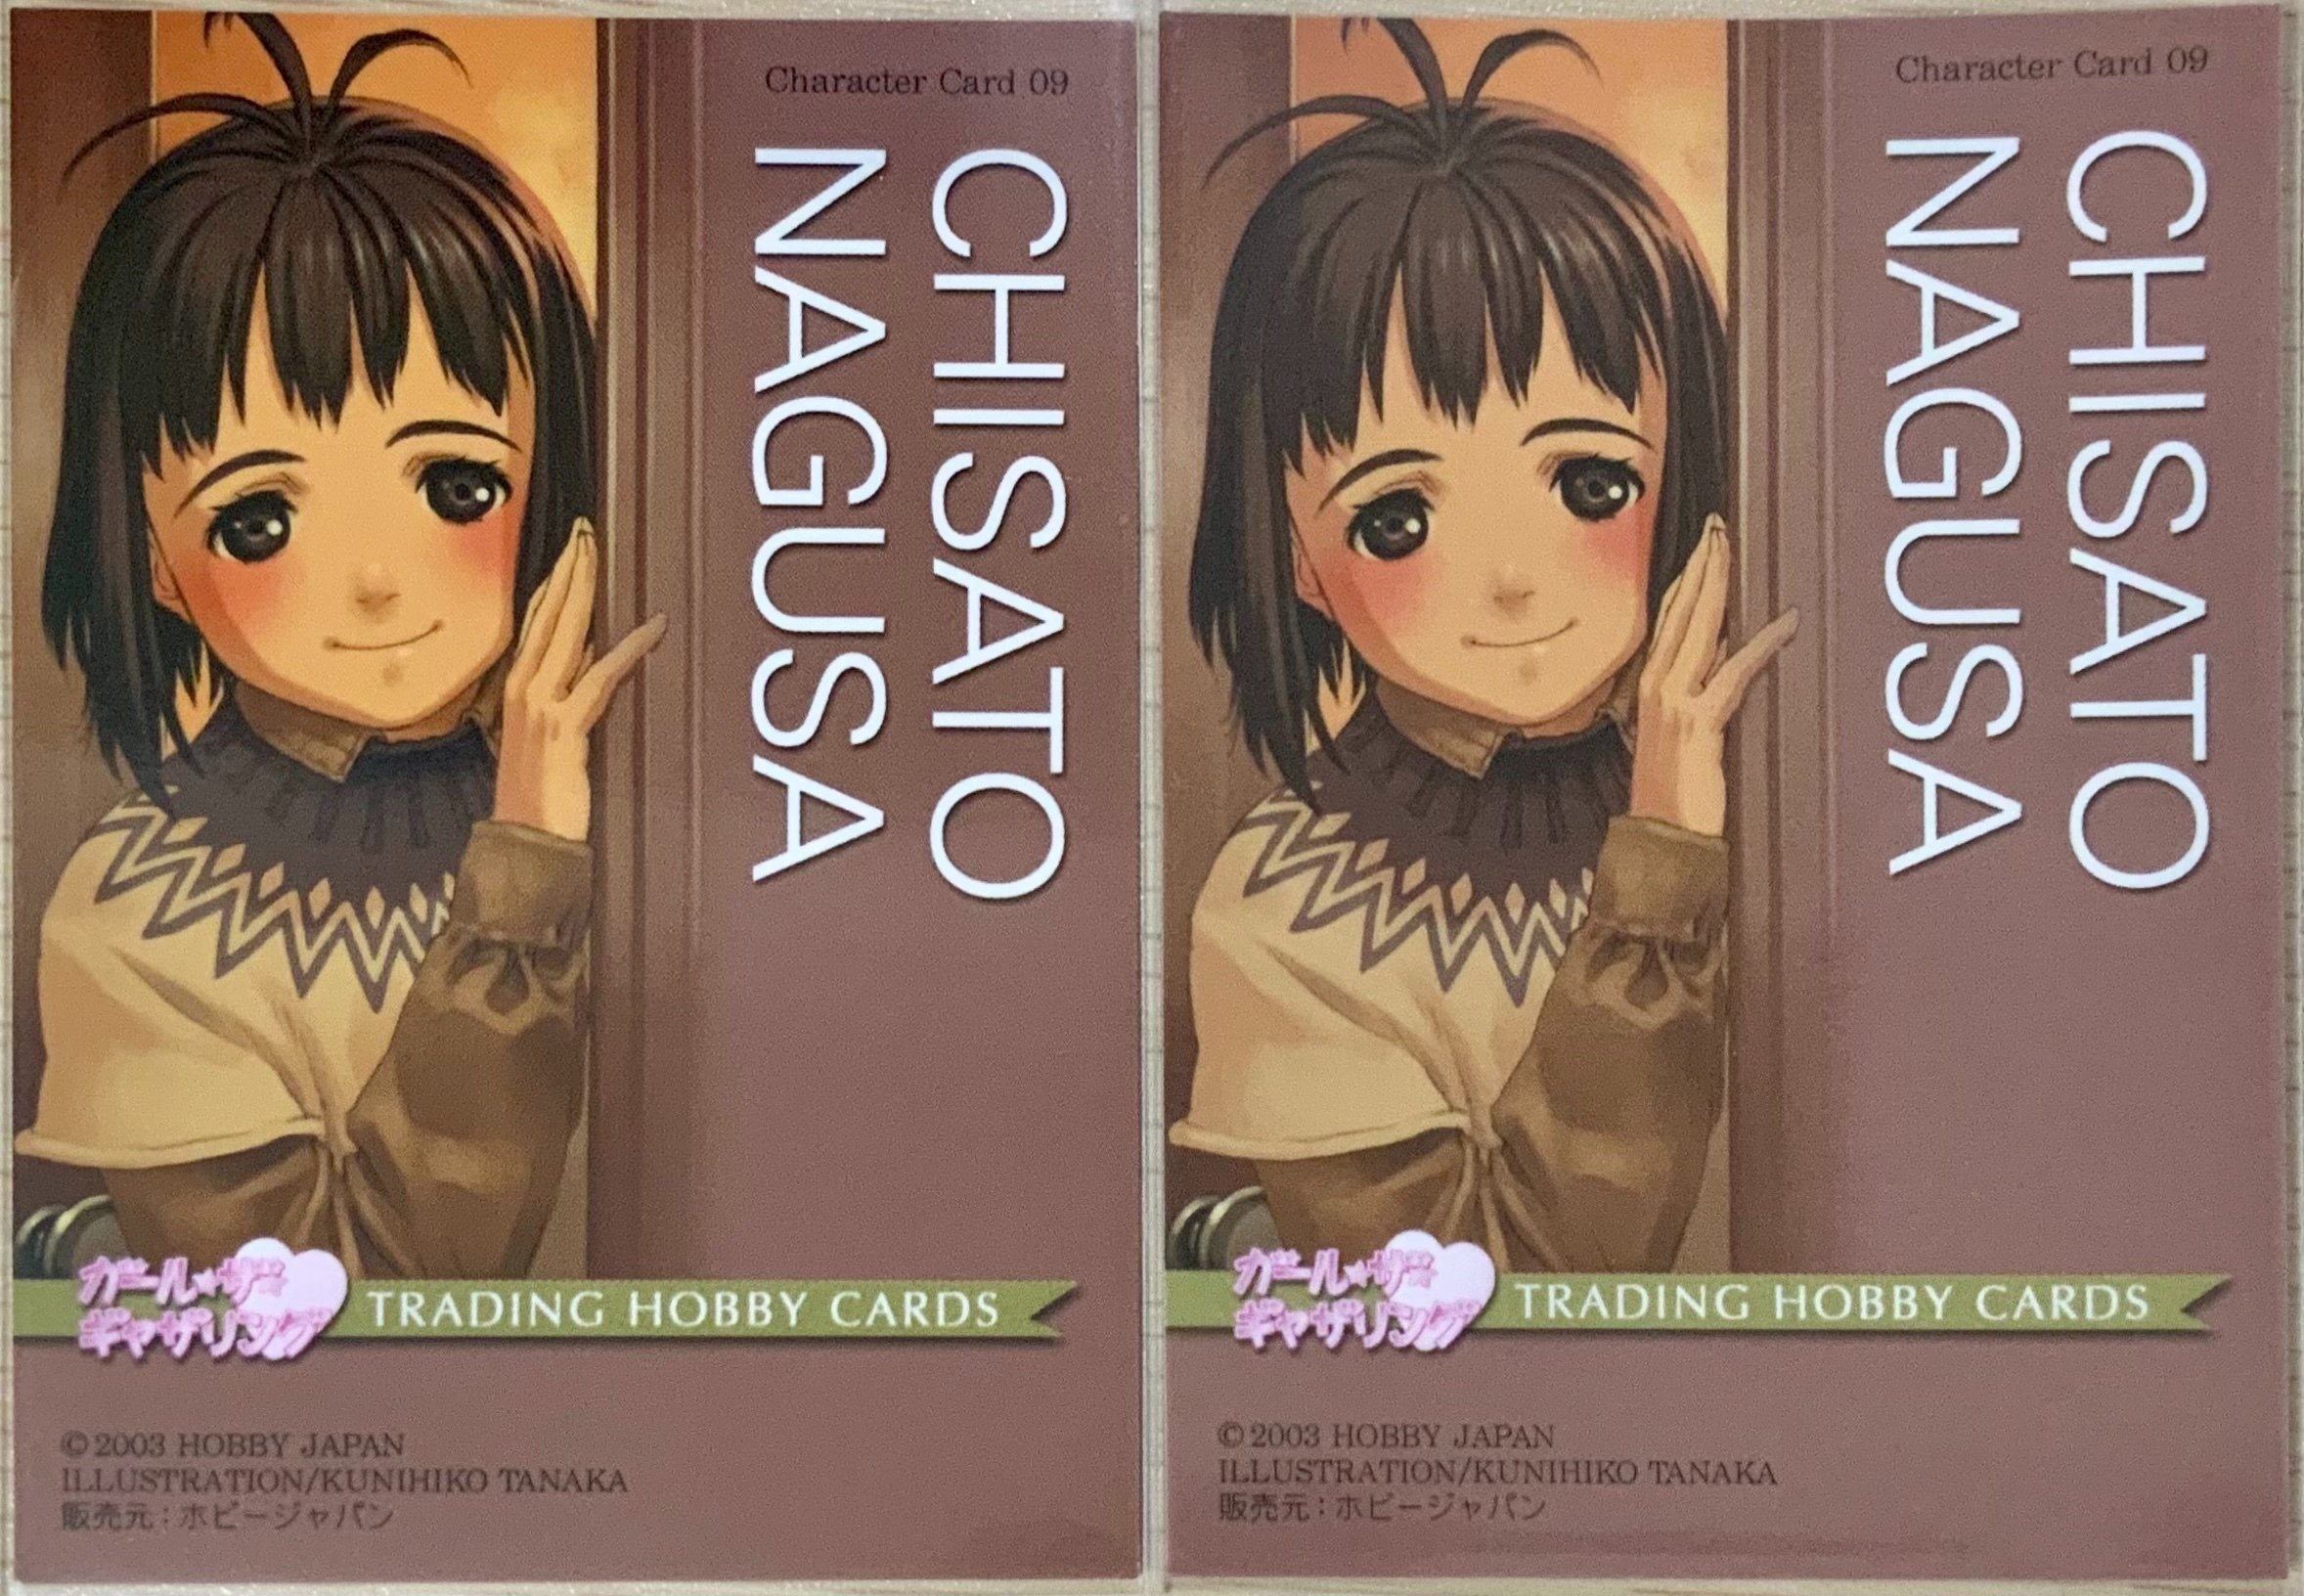 Character Card 09
CHISATO
NAGUSA
ガール★ザ★
ギャザリング
TRADING HOBBY CARDS
©2003 HOBBY JAPAN
ILLUSTRATION/KUNIHIKO TANAKA
販売元：ホビージャパン
Character Card 09
CHISATO
NAGUSA
ガール★ザ★
ギャザリング
TRADING HOBBY CARDS
©2003 HOBBY JAPAN
ILLUSTRATION/KUNIHIKO TANAKA
販売元：ホビージャパン